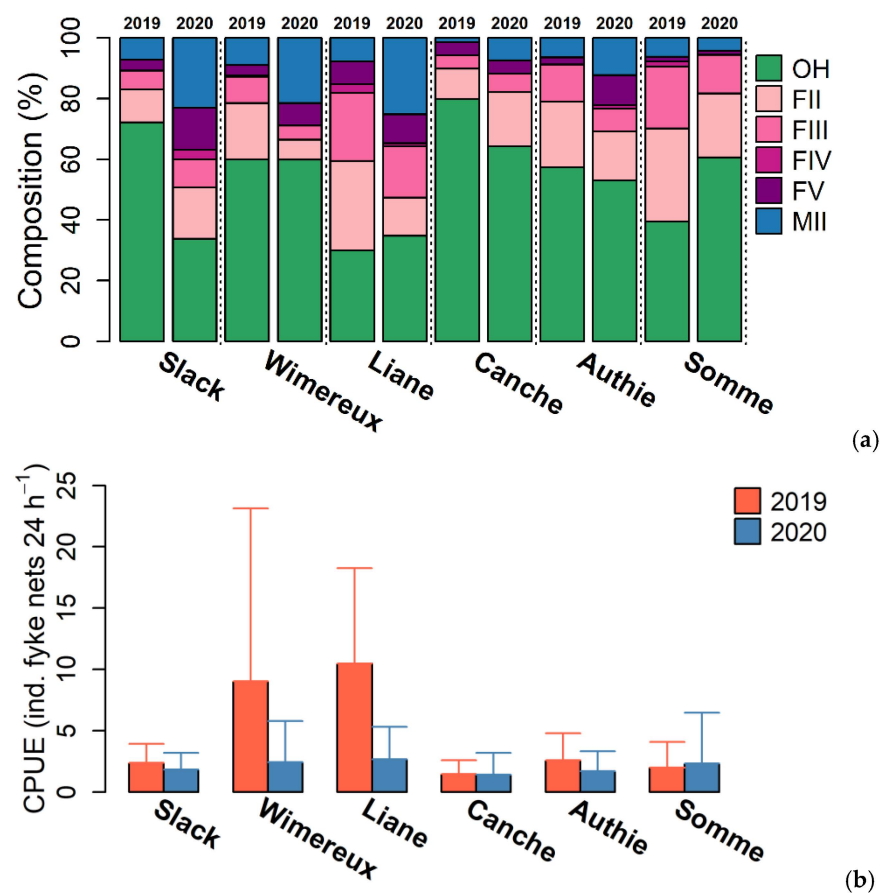 2019 2020 2019 2020 2019 2020 2019 2020 2019 2020 2019 2020
Composition (%)
100
80
60
40
20
0
OH
FII
FIII
FIV
FV
MII
Slack
Wimereux
Liane
Canche
Authie
Somme
(a)
CPUE (ind. fyke nets 24 h⁻¹)
25
20
15
10
5
0
2019
2020
Slack
Wimereux
Liane
Canche
Authie
Somme
(b)